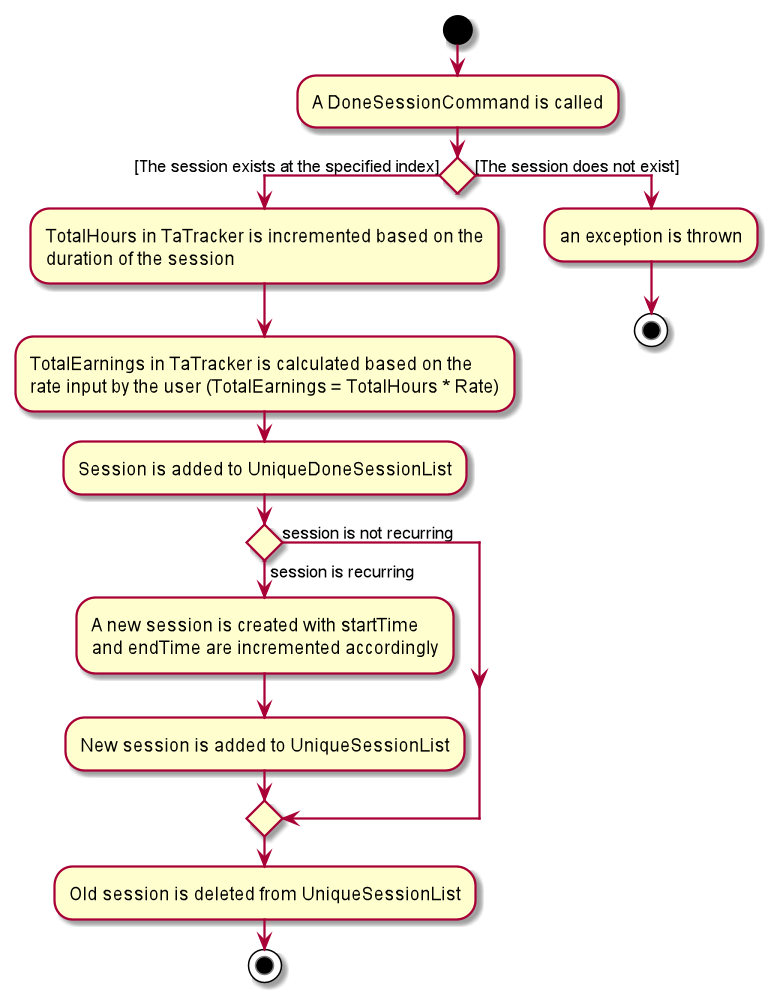 A DoneSessionCommand is called
[The session exists at the specified index]
[The session does not exist]
TotalHours in TaTracker is incremented based on the
duration of the session
an exception is thrown
TotalEarnings in TaTracker is calculated based on the
rate input by the user (TotalEarnings = TotalHours * Rate)
Session is added to UniqueDoneSessionList
session is not recurring
session is recurring
A new session is created with startTime
and endTime are incremented accordingly
New session is added to UniqueSessionList
Old session is deleted from UniqueSessionList